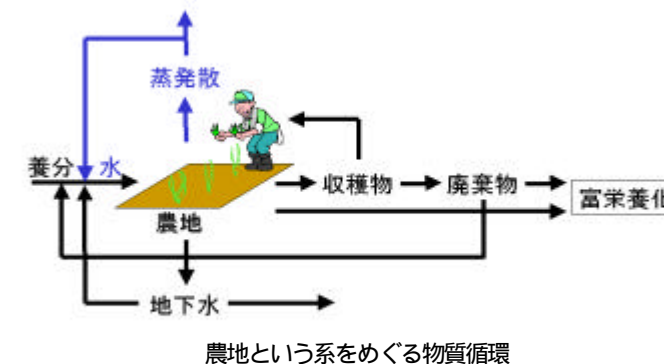 蒸発散
養分
水
収穫物
廃棄物
富栄養化
農地
地下水
農地という系をめぐる物質循環